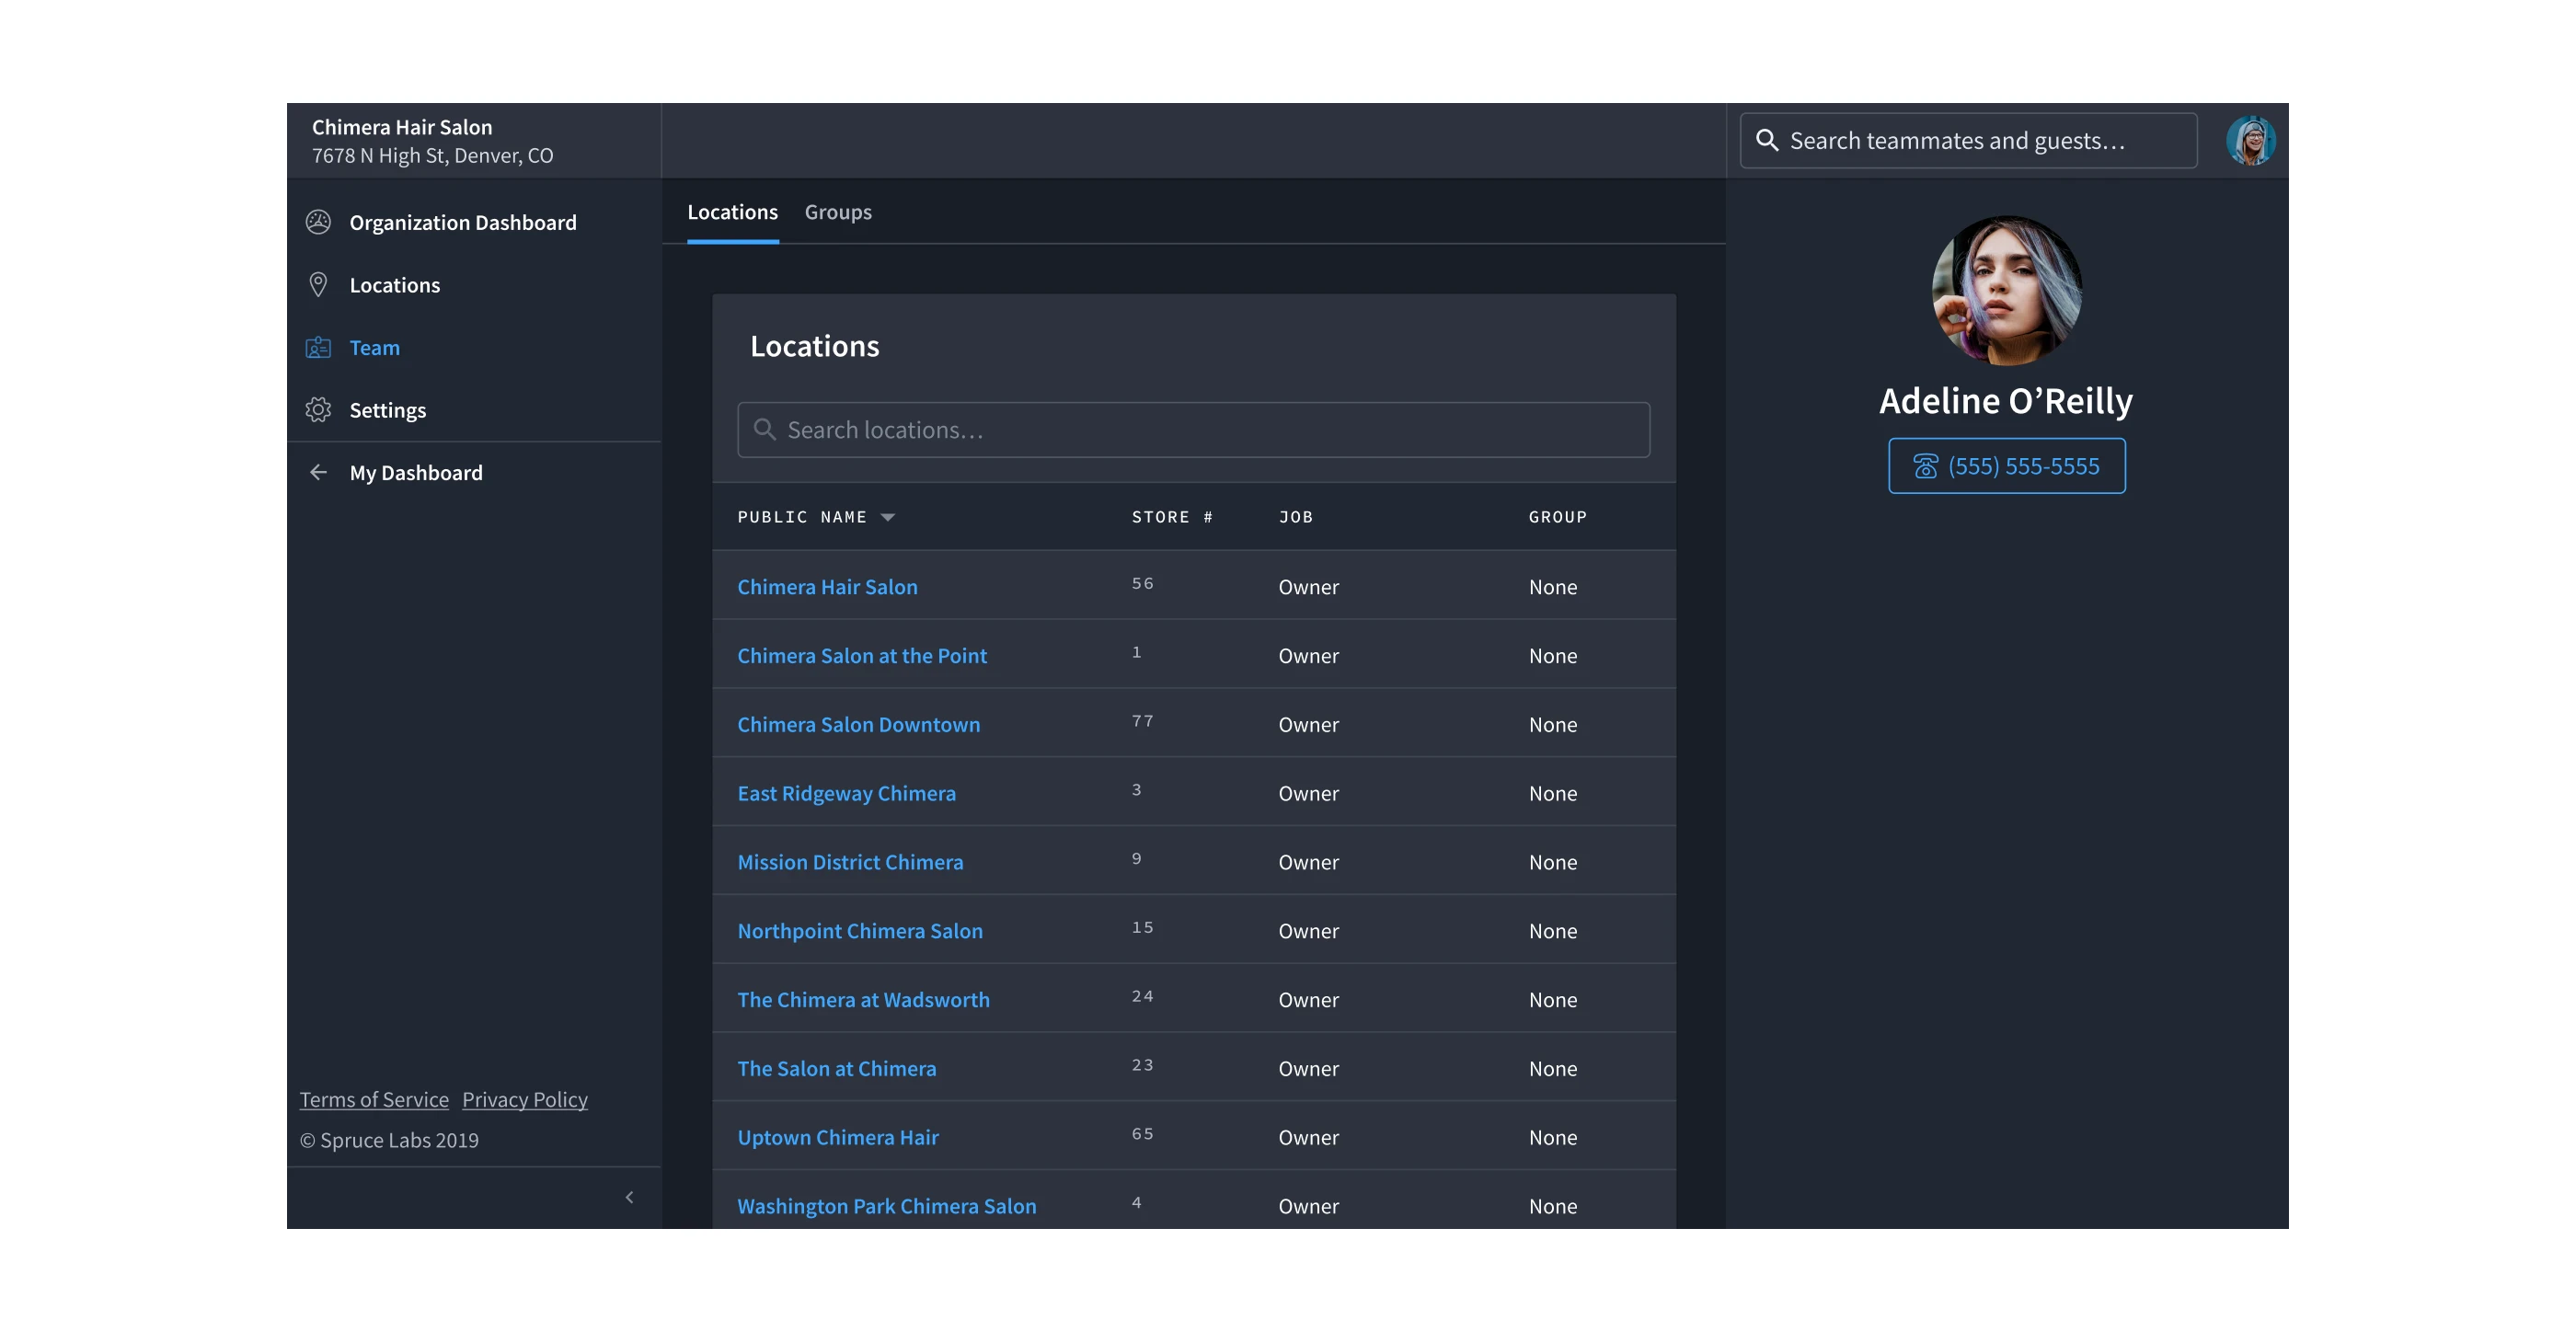 Chimera Hair Salon
7678 N High St, Denver, CO
Search teammates and guests…
Organization Dashboard
Locations
Team
Settings
My Dashboard
Terms of Service Privacy Policy
© Spruce Labs 2019
Locations Groups
Locations
Search locations…
PUBLIC NAME STORE # JOB GROUP
Chimera Hair Salon 56 Owner None
Chimera Salon at the Point 1 Owner None
Chimera Salon Downtown 77 Owner None
East Ridgeway Chimera 3 Owner None
Mission District Chimera 9 Owner None
Northpoint Chimera Salon 15 Owner None
The Chimera at Wadsworth 24 Owner None
The Salon at Chimera 23 Owner None
Uptown Chimera Hair 65 Owner None
Washington Park Chimera Salon 4 Owner None
Adeline O’Reilly
(555) 555-5555